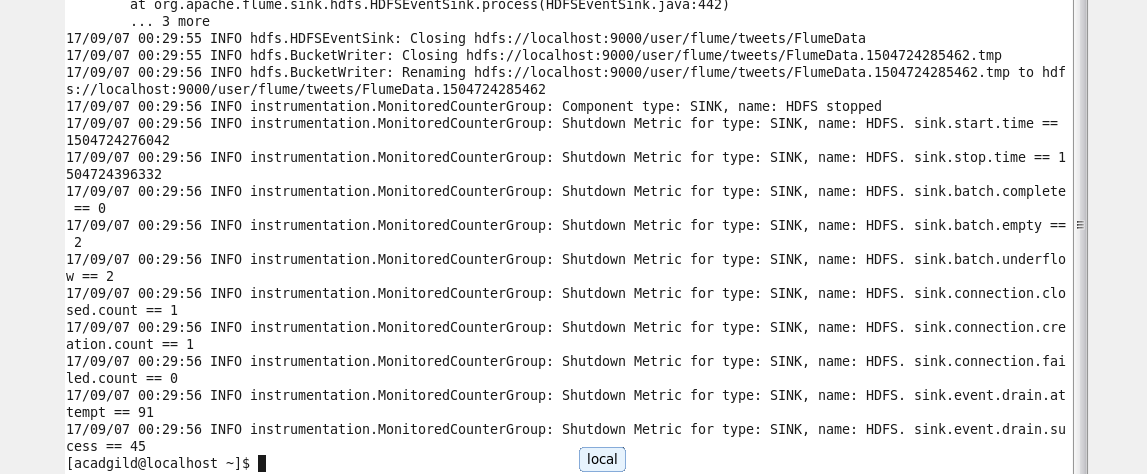 at org.apache.flume.sink.hdfs.HDFSEventSink.process(HDFSEventSink.java:442)
... 3 more
17/09/07 00:29:55 INFO hdfs.HDFSEventSink: Closing hdfs://localhost:9000/user/flume/tweets/FlumeData
17/09/07 00:29:55 INFO hdfs.BucketWriter: Closing hdfs://localhost:9000/user/flume/tweets/FlumeData.1504724285462.tmp
17/09/07 00:29:56 INFO hdfs.BucketWriter: Renaming hdfs://localhost:9000/user/flume/tweets/FlumeData.1504724285462.tmp to hdf
s://localhost:9000/user/flume/tweets/FlumeData.1504724285462
17/09/07 00:29:56 INFO instrumentation.MonitoredCounterGroup: Component type: SINK, name: HDFS stopped
17/09/07 00:29:56 INFO instrumentation.MonitoredCounterGroup: Shutdown Metric for type: SINK, name: HDFS. sink.start.time ==
1504724276042
17/09/07 00:29:56 INFO instrumentation.MonitoredCounterGroup: Shutdown Metric for type: SINK, name: HDFS. sink.stop.time == 1
504724396332
17/09/07 00:29:56 INFO instrumentation.MonitoredCounterGroup: Shutdown Metric for type: SINK, name: HDFS. sink.batch.complete
== 0
17/09/07 00:29:56 INFO instrumentation.MonitoredCounterGroup: Shutdown Metric for type: SINK, name: HDFS. sink.batch.empty ==
2
17/09/07 00:29:56 INFO instrumentation.MonitoredCounterGroup: Shutdown Metric for type: SINK, name: HDFS. sink.batch.underflo
w == 2
17/09/07 00:29:56 INFO instrumentation.MonitoredCounterGroup: Shutdown Metric for type: SINK, name: HDFS. sink.connection.clo
sed.count == 1
17/09/07 00:29:56 INFO instrumentation.MonitoredCounterGroup: Shutdown Metric for type: SINK, name: HDFS. sink.connection.cre
ation.count == 1
17/09/07 00:29:56 INFO instrumentation.MonitoredCounterGroup: Shutdown Metric for type: SINK, name: HDFS. sink.connection.fai
led.count == 0
17/09/07 00:29:56 INFO instrumentation.MonitoredCounterGroup: Shutdown Metric for type: SINK, name: HDFS. sink.event.drain.at
tempt == 91
17/09/07 00:29:56 INFO instrumentation.MonitoredCounterGroup: Shutdown Metric for type: SINK, name: HDFS. sink.event.drain.su
cess == 45
[acadgild@localhost ~]$
local